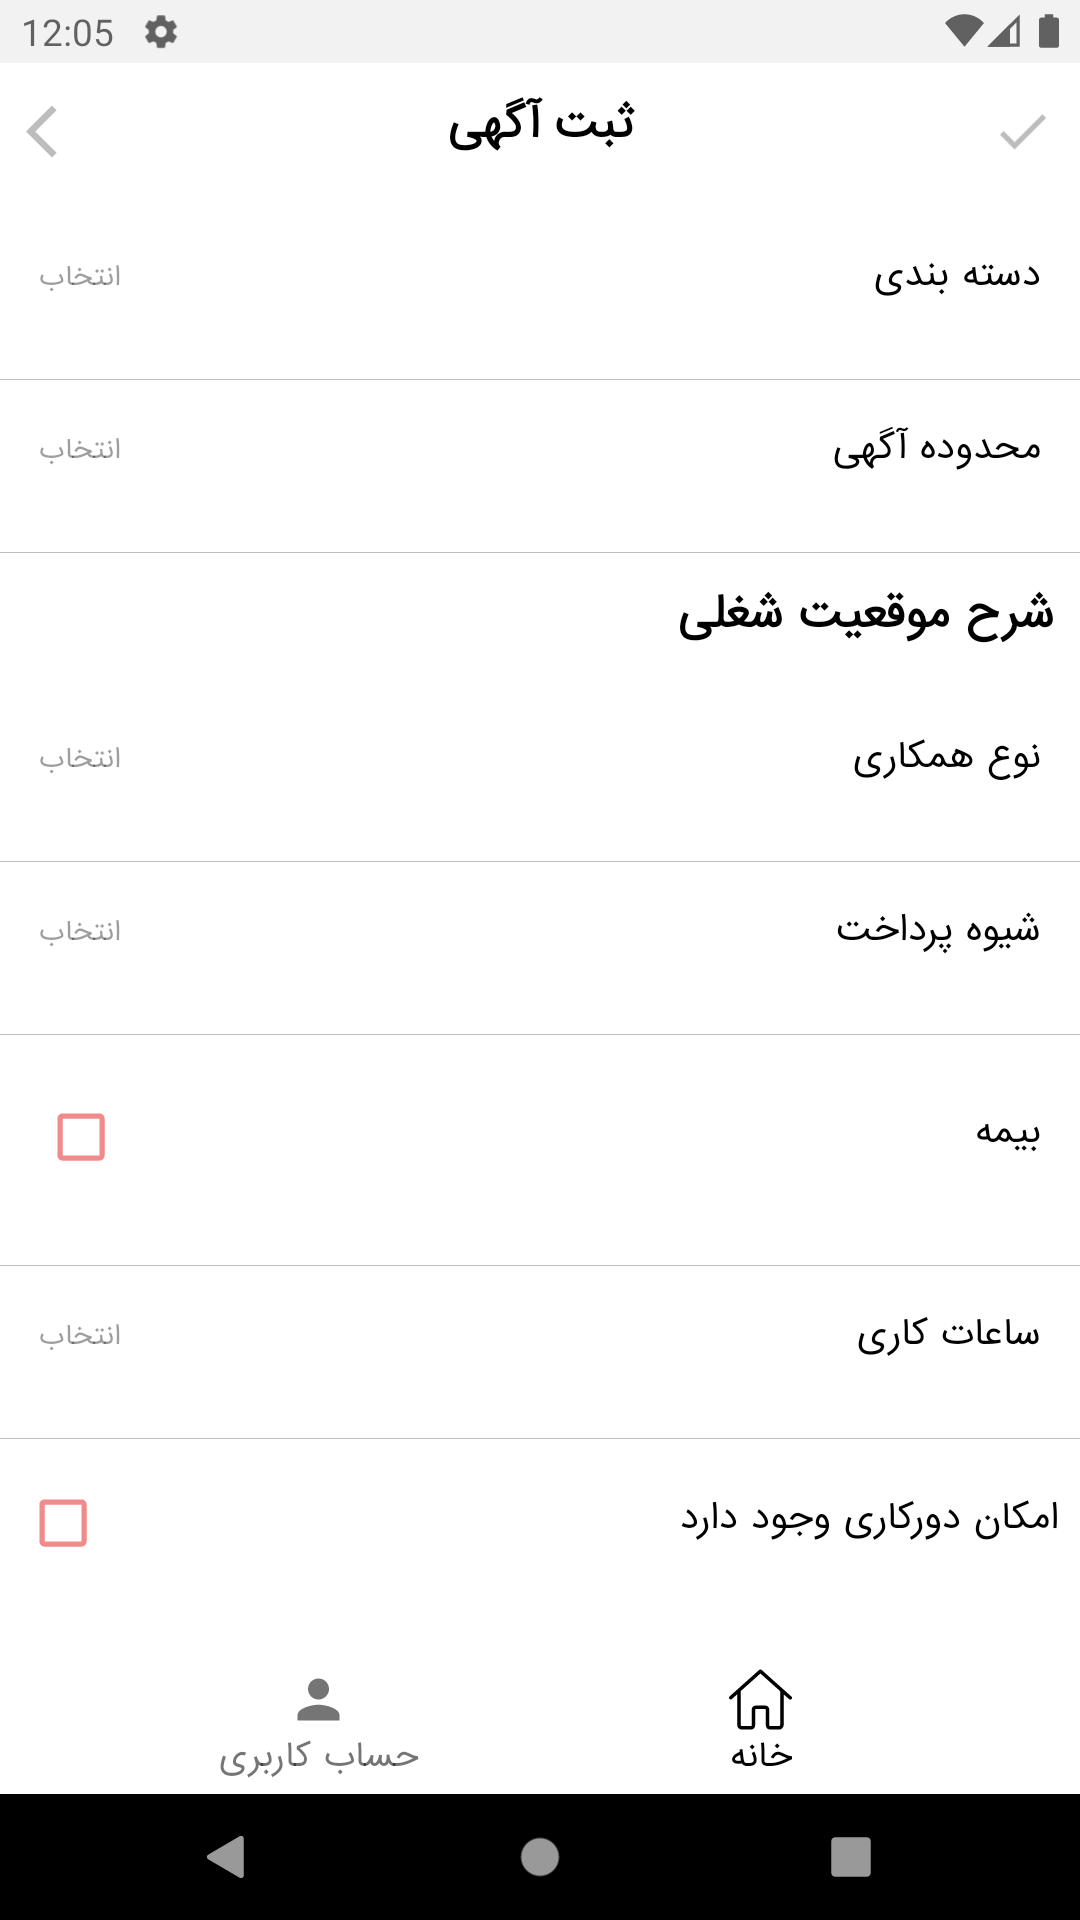 12:05
ثبت آگهی
دسته بندی
انتخاب
محدوده آگهی
انتخاب
شرح موقعیت شغلی
نوع همکاری
انتخاب
شیوه پرداخت
انتخاب
بیمه
ساعات کاری
انتخاب
امکان دورکاری وجود دارد
خانه
حساب کاربری